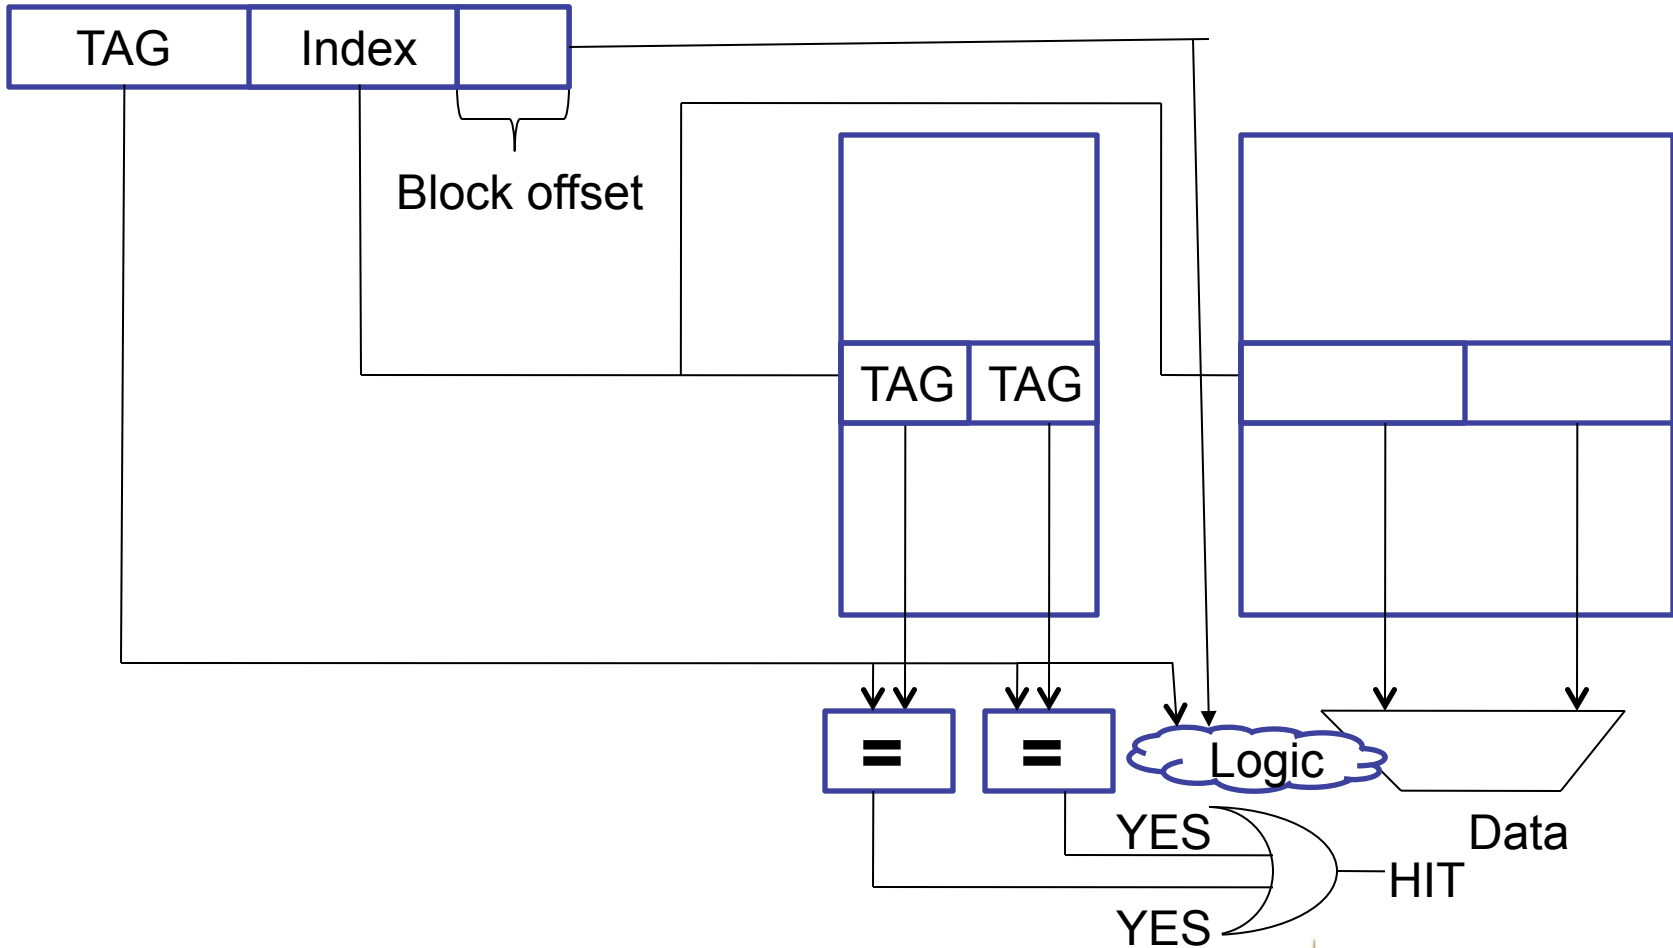 TAG Index
Block offset
TAG TAG
= = Logic
YES Data
HIT
YES